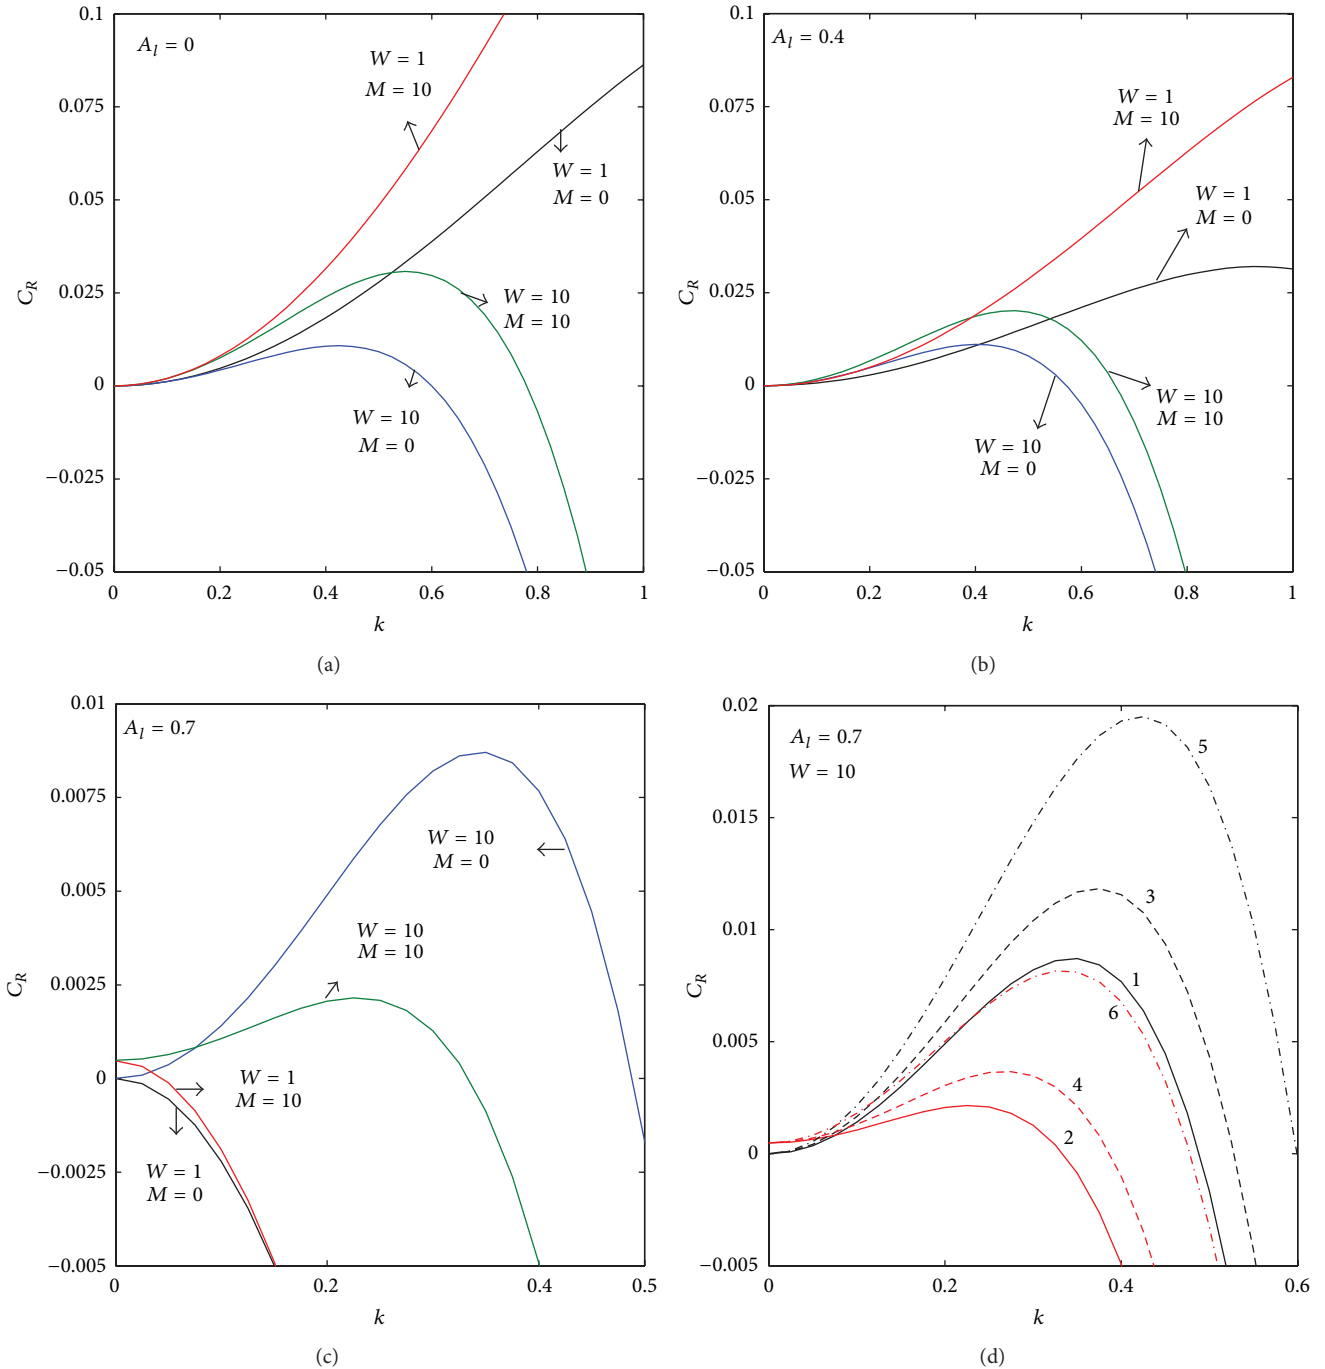 A_l = 0
0.1
0.075
0.05
0.025
0
−0.025
−0.05
C_R
W = 1
M = 10
W = 1
M = 0
W = 10
M = 10
W = 10
M = 0
0 0.2 0.4 0.6 0.8 1
k
(a)
A_l = 0.4
0.1
0.075
0.05
0.025
0
−0.025
−0.05
C_R
W = 1
M = 10
W = 1
M = 0
W = 10
M = 10
W = 10
M = 0
0 0.2 0.4 0.6 0.8 1
k
(b)
A_l = 0.7
0.01
0.0075
0.005
0.0025
0
−0.0025
−0.005
C_R
W = 10
M = 0
W = 10
M = 10
W = 1
M = 10
W = 1
M = 0
0 0.2 0.4 0.5
k
(c)
A_l = 0.7
W = 10
0.02
0.015
0.01
0.005
0
−0.005
C_R
5
3
1
6
4
2
0 0.2 0.4 0.6
k
(d)